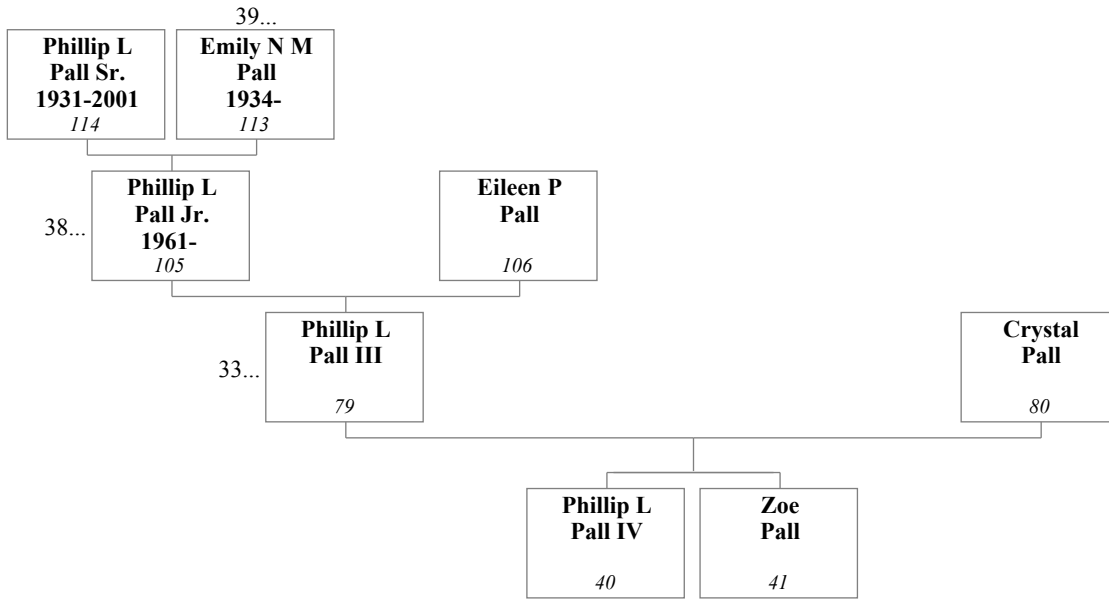 39...
Phillip L
Pall Sr.
1931-2001
114
Emily N M
Pall
1934-
113
38...
Phillip L
Pall Jr.
1961-
105
Eileen P
Pall
106
33...
Phillip L
Pall III
79
Crystal
Pall
80
Phillip L
Pall IV
40
Zoe
Pall
41